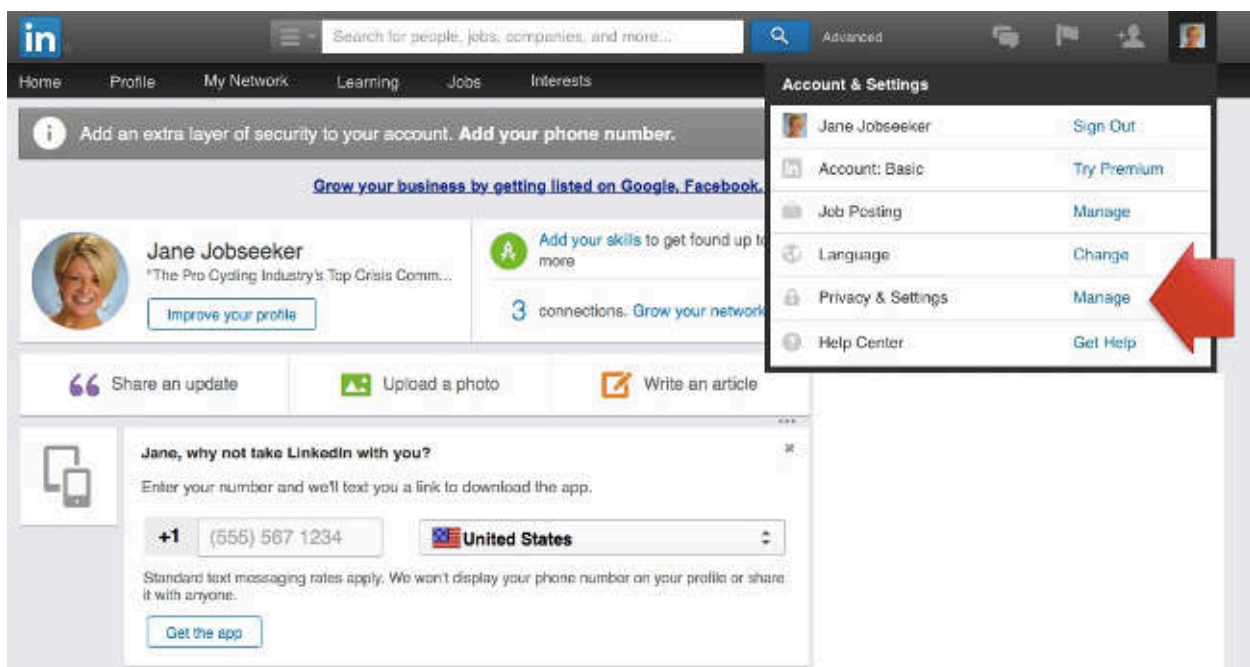 in
Search for people, jobs, companies, and more...
Advanced
Home Profile My Network Learning Jobs Interests
Account & Settings
Jane Jobseeker Sign Out
Account: Basic Try Premium
Job Posting Manage
Language Change
Privacy & Settings Manage
Help Center Get Help
Add an extra layer of security to your account. Add your phone number.
Grow your business by getting listed on Google, Facebook,
Jane Jobseeker
"The Pro Cycling Industry's Top Crisis Comm...
Improve your profile
Add your skills to get found up to
more
3 connections. Grow your network
Share an update Upload a photo Write an article
Jane, why not take LinkedIn with you?
Enter your number and we'll text you a link to download the app.
+1 (555) 567 1234 United States
Standard text messaging rates apply. We won't display your phone number on your profile or share
it with anyone.
Get the app